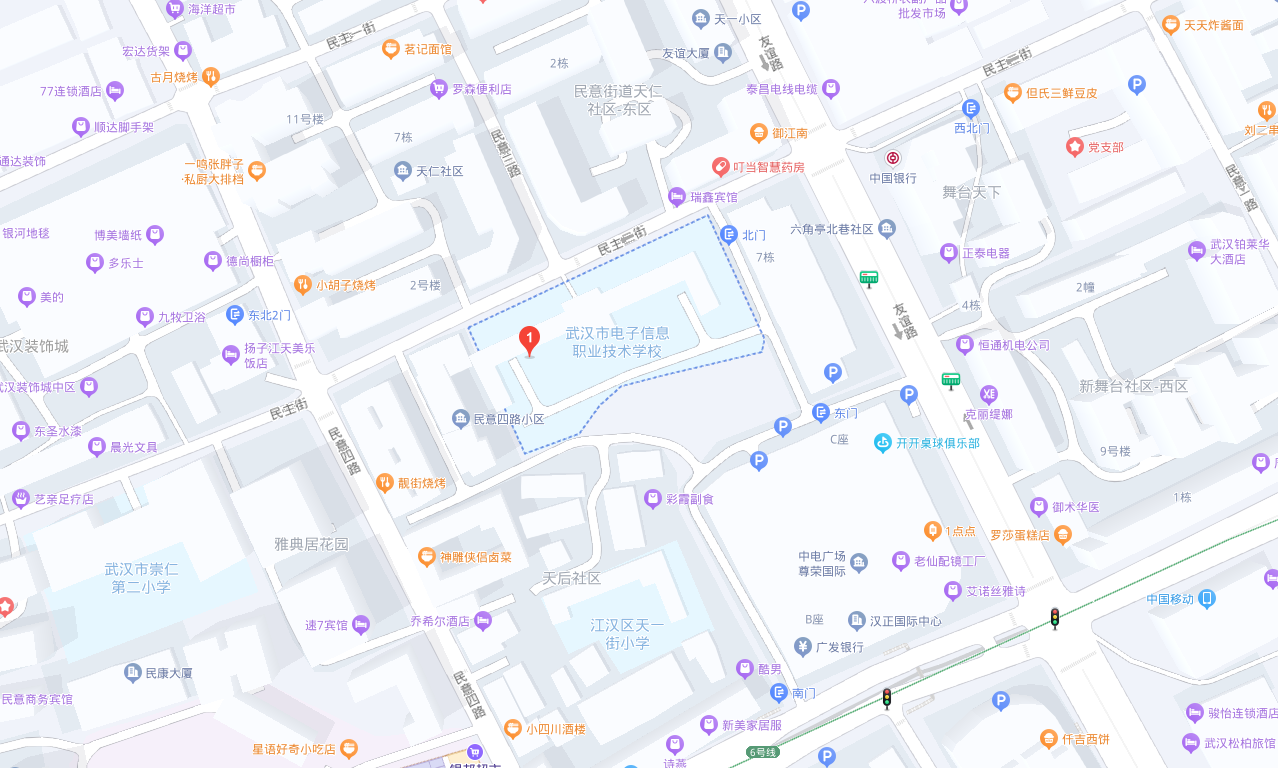 海洋超市
天一小区
批发市场
天天炸酱面
宏达货架
民主一街
茗记面馆
友谊大厦
友谊路
2栋
民主一街
古月烧烤
77连锁酒店
罗森便利店
民意街道天仁
社区-东区
泰昌电线电缆
但氏三鲜豆皮
顺达脚手架
11号楼
7栋
民意三路
御江南
西北门
刘二串
党支部
通达装饰
一鸣张胖子
·私厨大排档
天仁社区
叮当智慧药房
中国银行
舞台天下
民意一路
瑞鑫宾馆
银河地毯
博美墙纸
民主一街
北门
六角亭北巷社区
多乐士
德尚橱柜
7栋
正泰电器
武汉铂莱华
大酒店
美的
小胡子烧烤
2号楼
2幢
九牧卫浴
东北2门
4栋
友谊路
1
武汉市电子信息
职业技术学校
武汉装饰城
扬子江天美乐
饭店
恒通机电公司
武汉装饰城中区
新舞台社区-西区
民主街
民意四路小区
东门
克丽缇娜
东圣水漆
晨光文具
民意四路
C座
开开桌球俱乐部
9号楼
靓街烧烤
艺亲足疗店
彩霞副食
1栋
御木华医
雅典居花园
1点点
罗莎蛋糕店
神雕侠侣卤菜
中电广场
尊荣国际
老仙配镜工厂
武汉市崇仁
第二小学
天后社区
艾诺丝雅诗
中国移动
速7宾馆
乔希尔酒店
江汉区天一
街小学
B座
汉正国际中心
广发银行
民康大厦
酷男
民意商务宾馆
民意四路
南门
新美家居服
骏怡连锁酒店
小四川酒楼
星语好奇小吃店
诗燕
6号线
仟吉西饼
武汉松柏旅馆